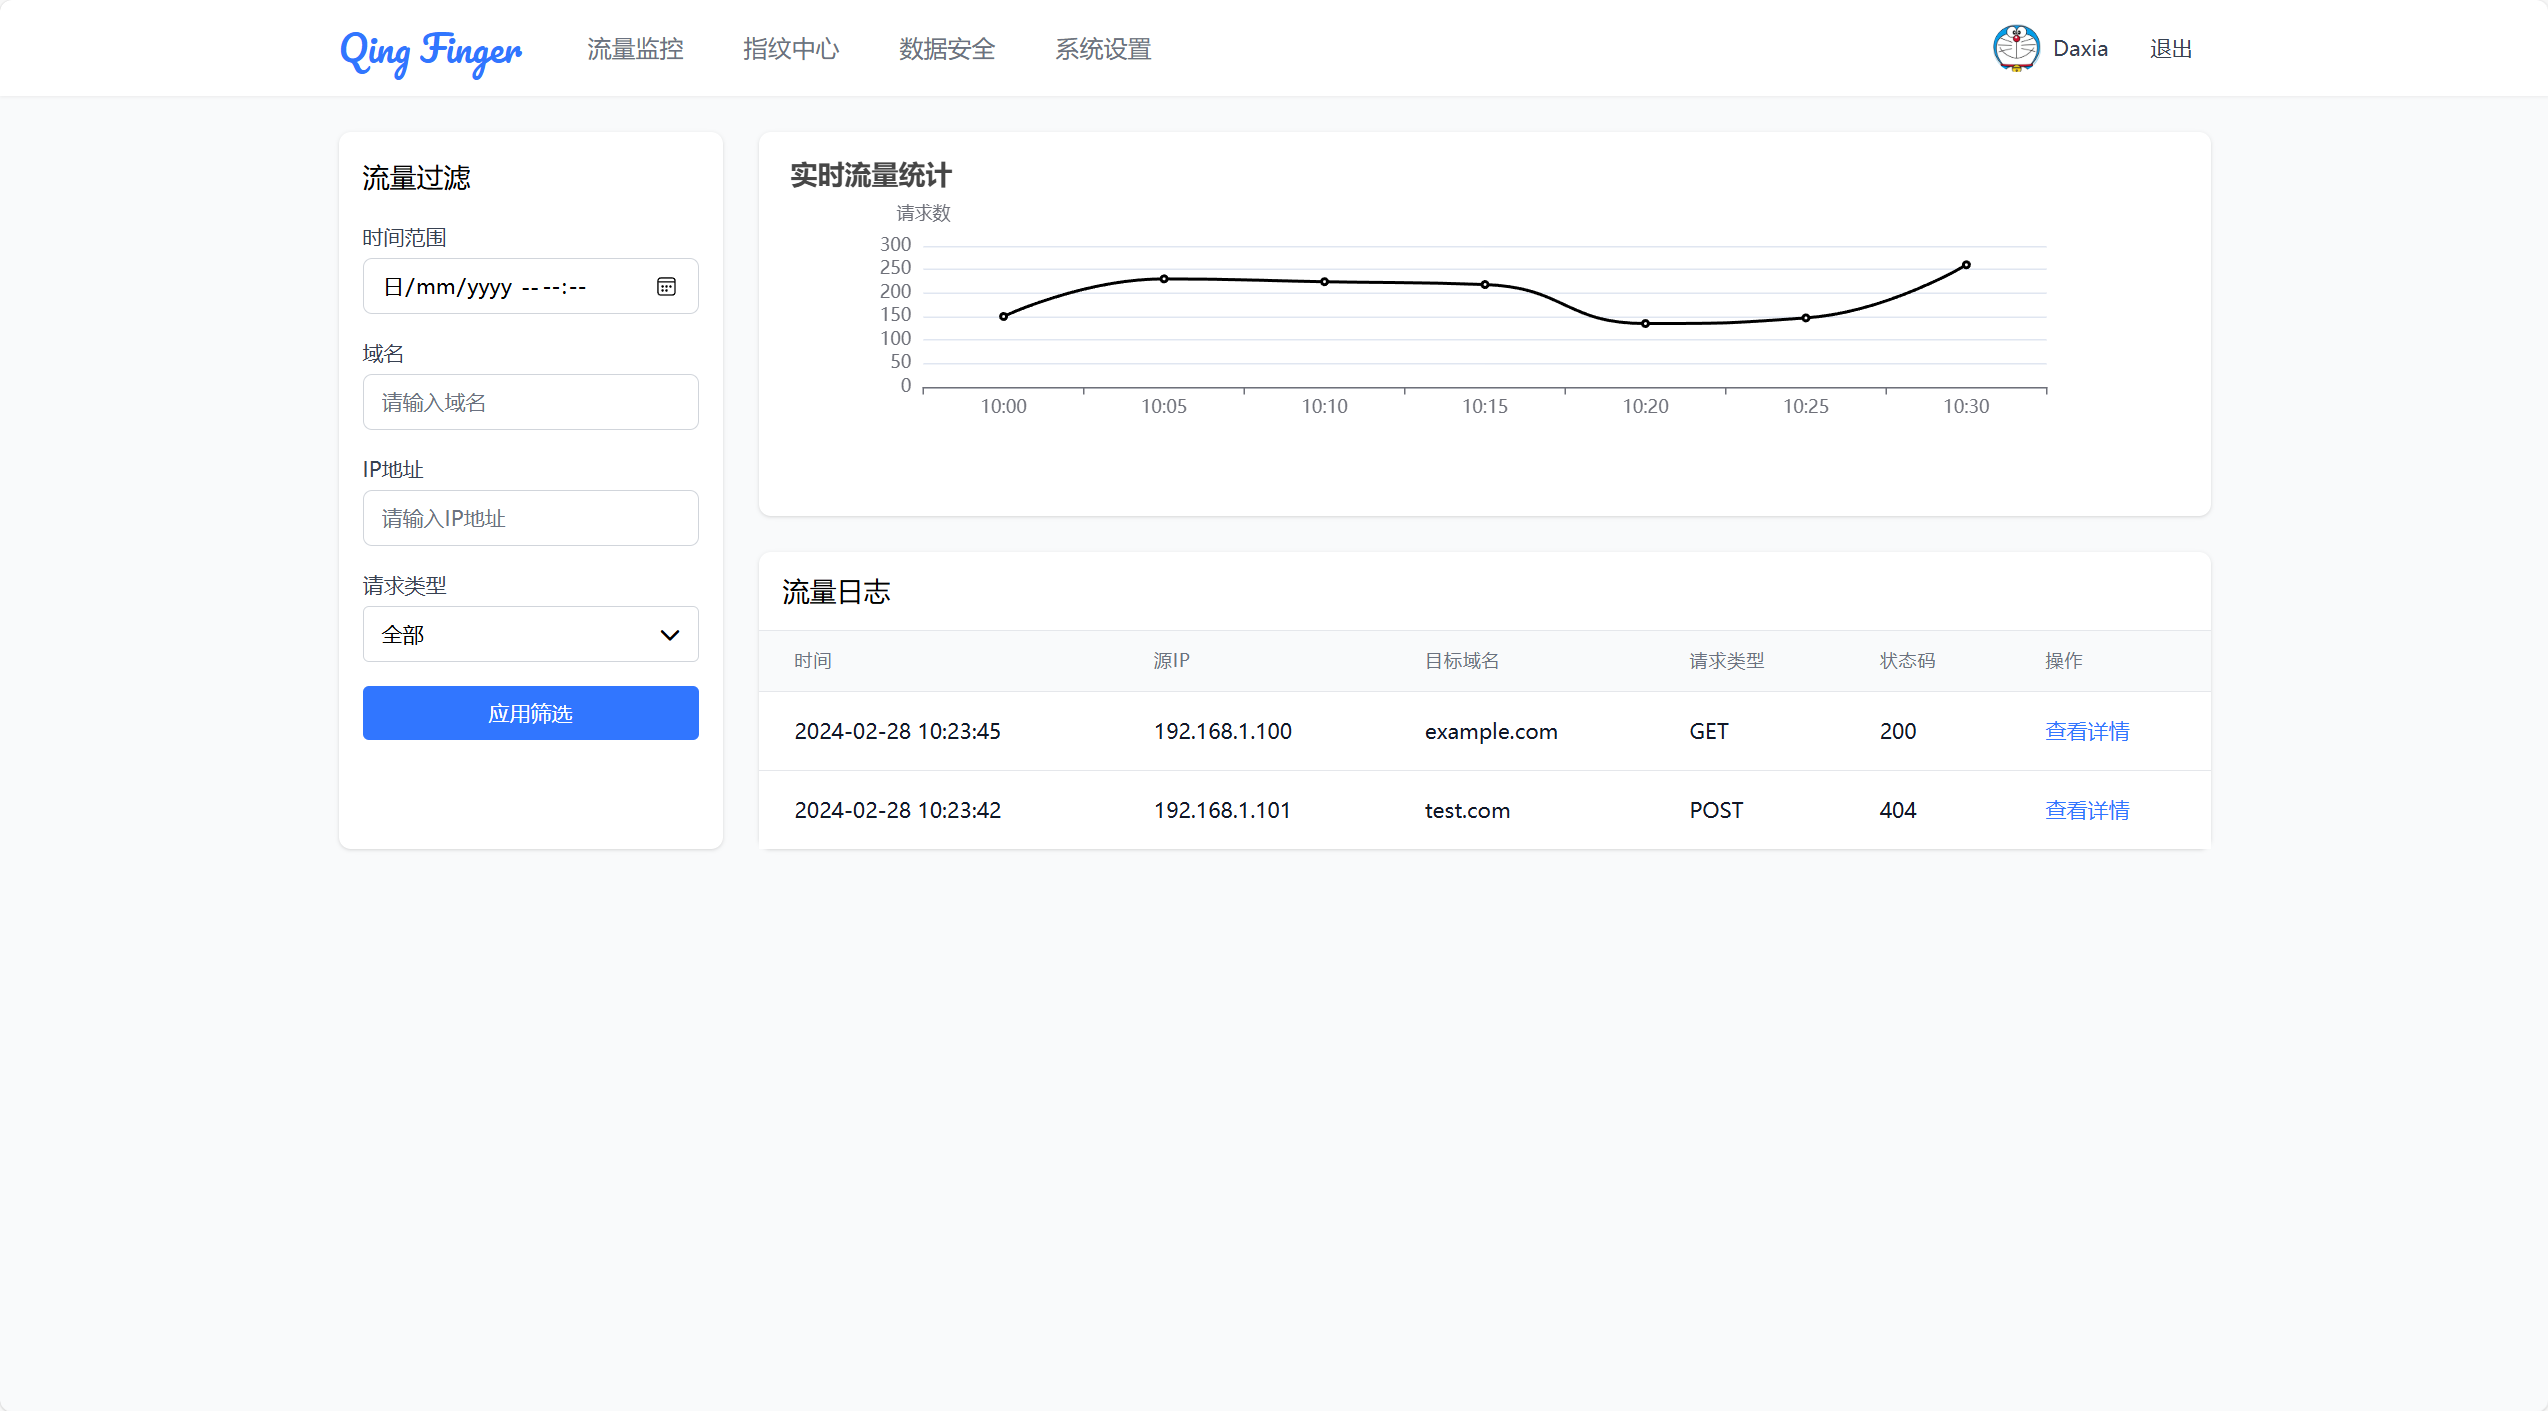 Qing Finger 流量监控 指纹中心 数据安全 系统设置 Daxia 退出
流量过滤
时间范围
日/mm/yyyy -- --:--
域名
请输入域名
IP地址
请输入IP地址
请求类型
全部
应用筛选
实时流量统计
请求数
300
250
200
150
100
50
0
10:00 10:05 10:10 10:15 10:20 10:25 10:30
流量日志
时间 源IP 目标域名 请求类型 状态码 操作
2024-02-28 10:23:45 192.168.1.100 example.com GET 200 查看详情
2024-02-28 10:23:42 192.168.1.101 test.com POST 404 查看详情